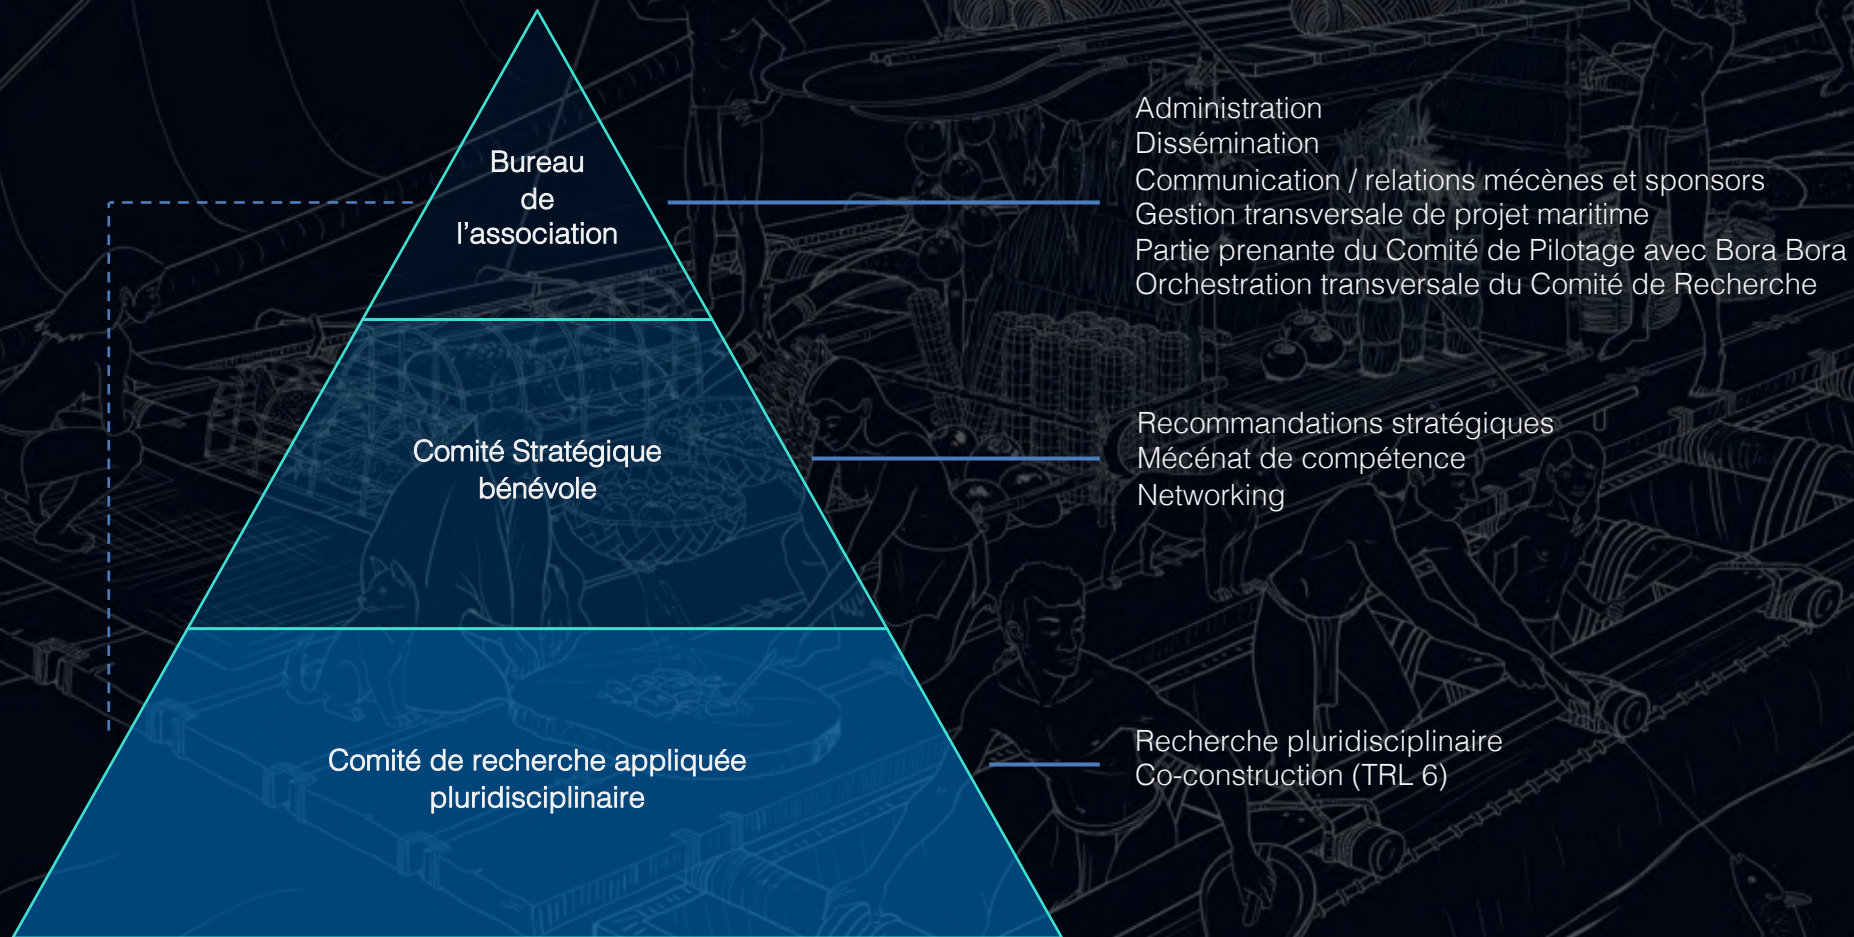 Bureau
de
l'association
Administration
Dissémination
Communication / relations mécènes et sponsors
Gestion transversale de projet maritime
Partie prenante du Comité de Pilotage avec Bora Bora
Orchestration transversale du Comité de Recherche
Comité Stratégique
bénévole
Recommandations stratégiques
Mécénat de compétence
Networking
Comité de recherche appliquée
pluridisciplinaire
Recherche pluridisciplinaire
Co-construction (TRL 6)